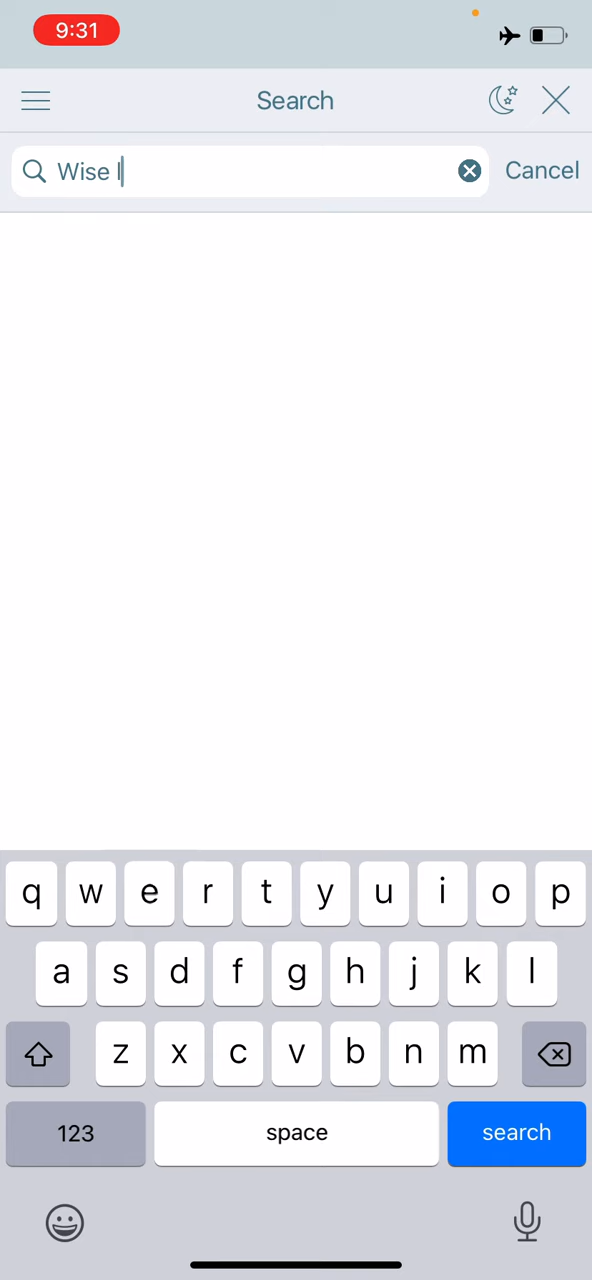 9:31
Search
Wise l
Cancel
q w e r t y u i o p
a s d f g h j k l
z x c v b n m
123 space search